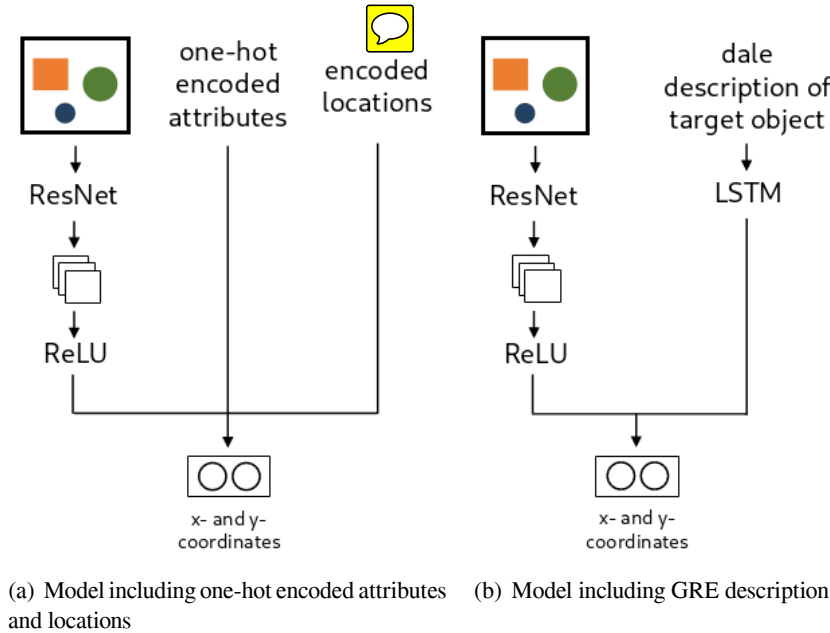 one-hot
encoded
attributes
encoded
locations
ResNet
ReLU
x- and y-
coordinates
(a) Model including one-hot encoded attributes
and locations
dale
description of
target object
ResNet
LSTM
ReLU
x- and y-
coordinates
(b) Model including GRE description